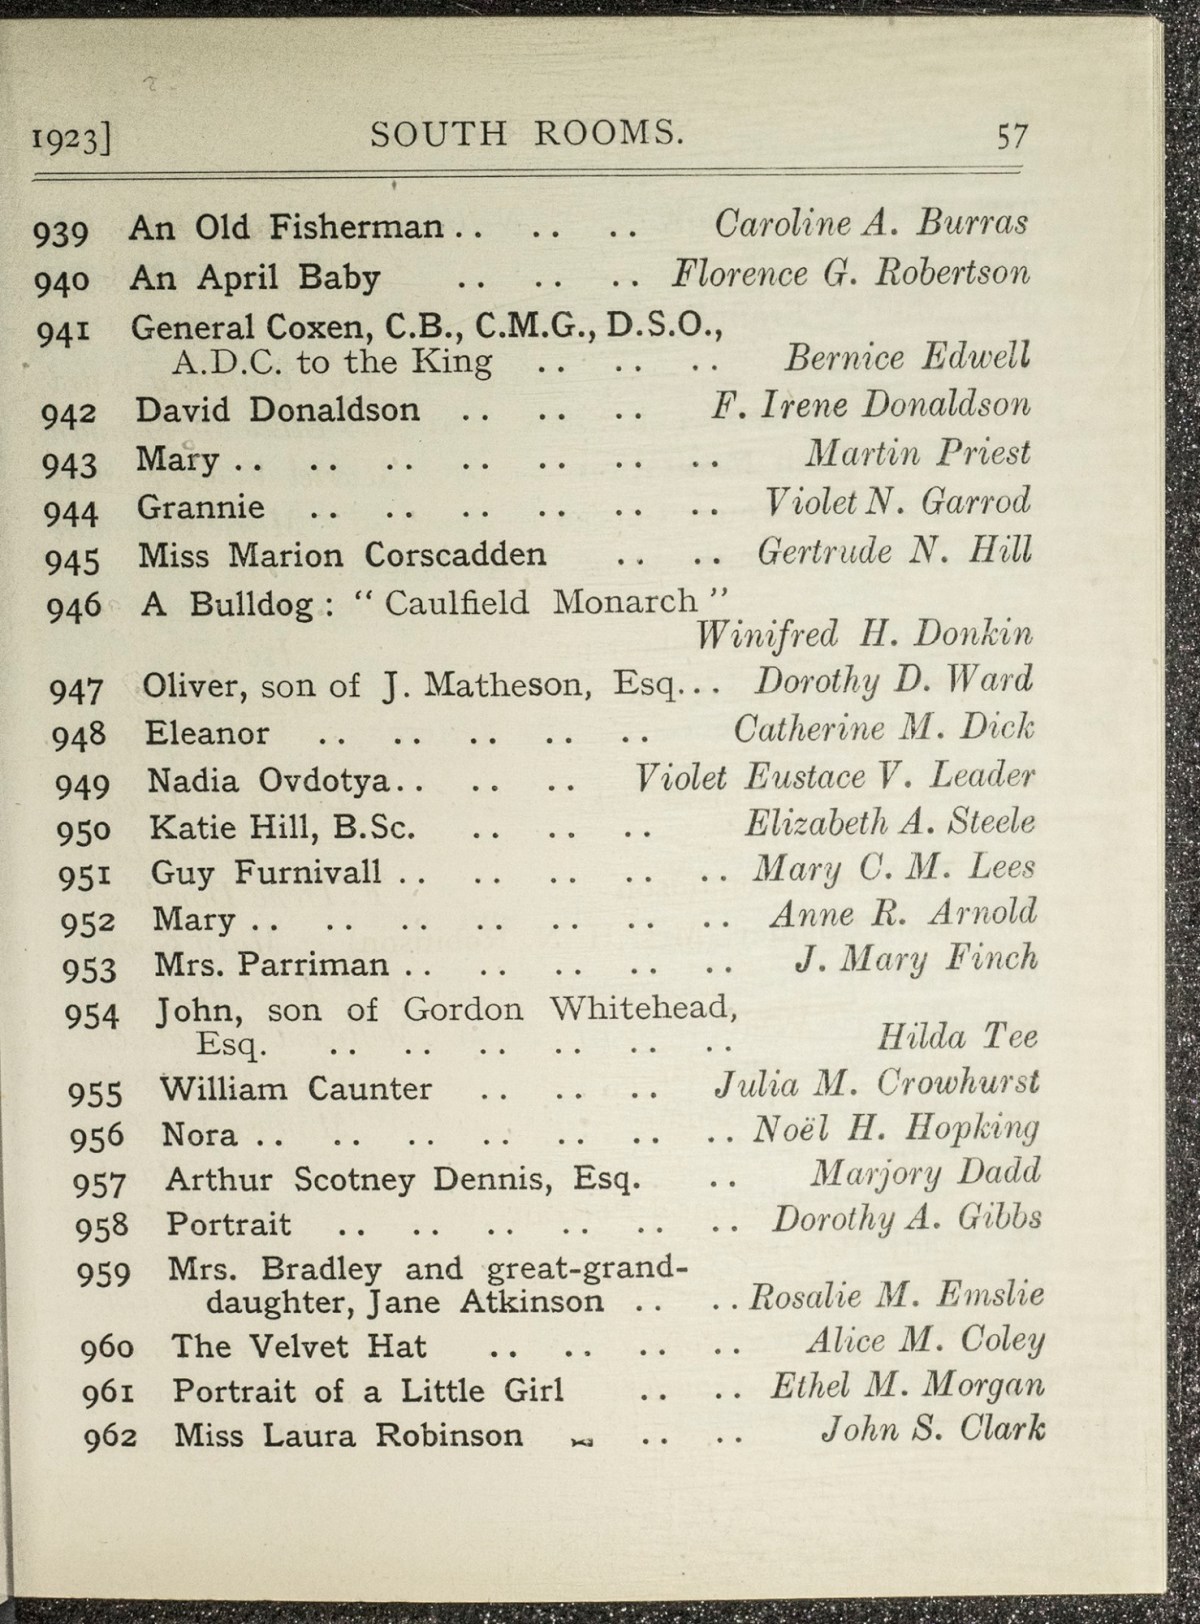 1923] SOUTH ROOMS. 57
939 An Old Fisherman .. .. .. Caroline A. Burras
940 An April Baby .. .. .. Florence G. Robertson
941 General Coxen, C.B., C.M.G., D.S.O.,
A.D.C. to the King .. .. .. Bernice Edwell
942 David Donaldson .. .. .. F. Irene Donaldson
943 Mary .. .. .. .. .. .. .. Martin Priest
944 Grannie .. .. .. .. .. .. Violet N. Garrod
945 Miss Marion Corscadden .. .. Gertrude N. Hill
946 A Bulldog : “ Caulfield Monarch ”
Winifred H. Donkin
947 Oliver, son of J. Matheson, Esq... Dorothy D. Ward
948 Eleanor .. .. .. .. .. Catherine M. Dick
949 Nadia Ovdotya.. .. .. Violet Eustace V. Leader
950 Katie Hill, B.Sc. .. .. .. Elizabeth A. Steele
951 Guy Furnivall .. .. .. .. .. Mary C. M. Lees
952 Mary .. .. .. .. .. .. .. Anne R. Arnold
953 Mrs. Parriman .. .. .. .. .. J. Mary Finch
954 John, son of Gordon Whitehead,
Esq. .. .. .. .. .. .. Hilda Tee
955 William Caunter .. .. .. Julia M. Crowhurst
956 Nora .. .. .. .. .. .. .. Noël H. Hopking
957 Arthur Scotney Dennis, Esq. .. Marjory Dadd
958 Portrait .. .. .. .. .. .. Dorothy A. Gibbs
959 Mrs. Bradley and great-grand-
daughter, Jane Atkinson .. .. Rosalie M. Emslie
960 The Velvet Hat .. .. .. .. Alice M. Coley
961 Portrait of a Little Girl .. .. Ethel M. Morgan
962 Miss Laura Robinson .. .. .. John S. Clark